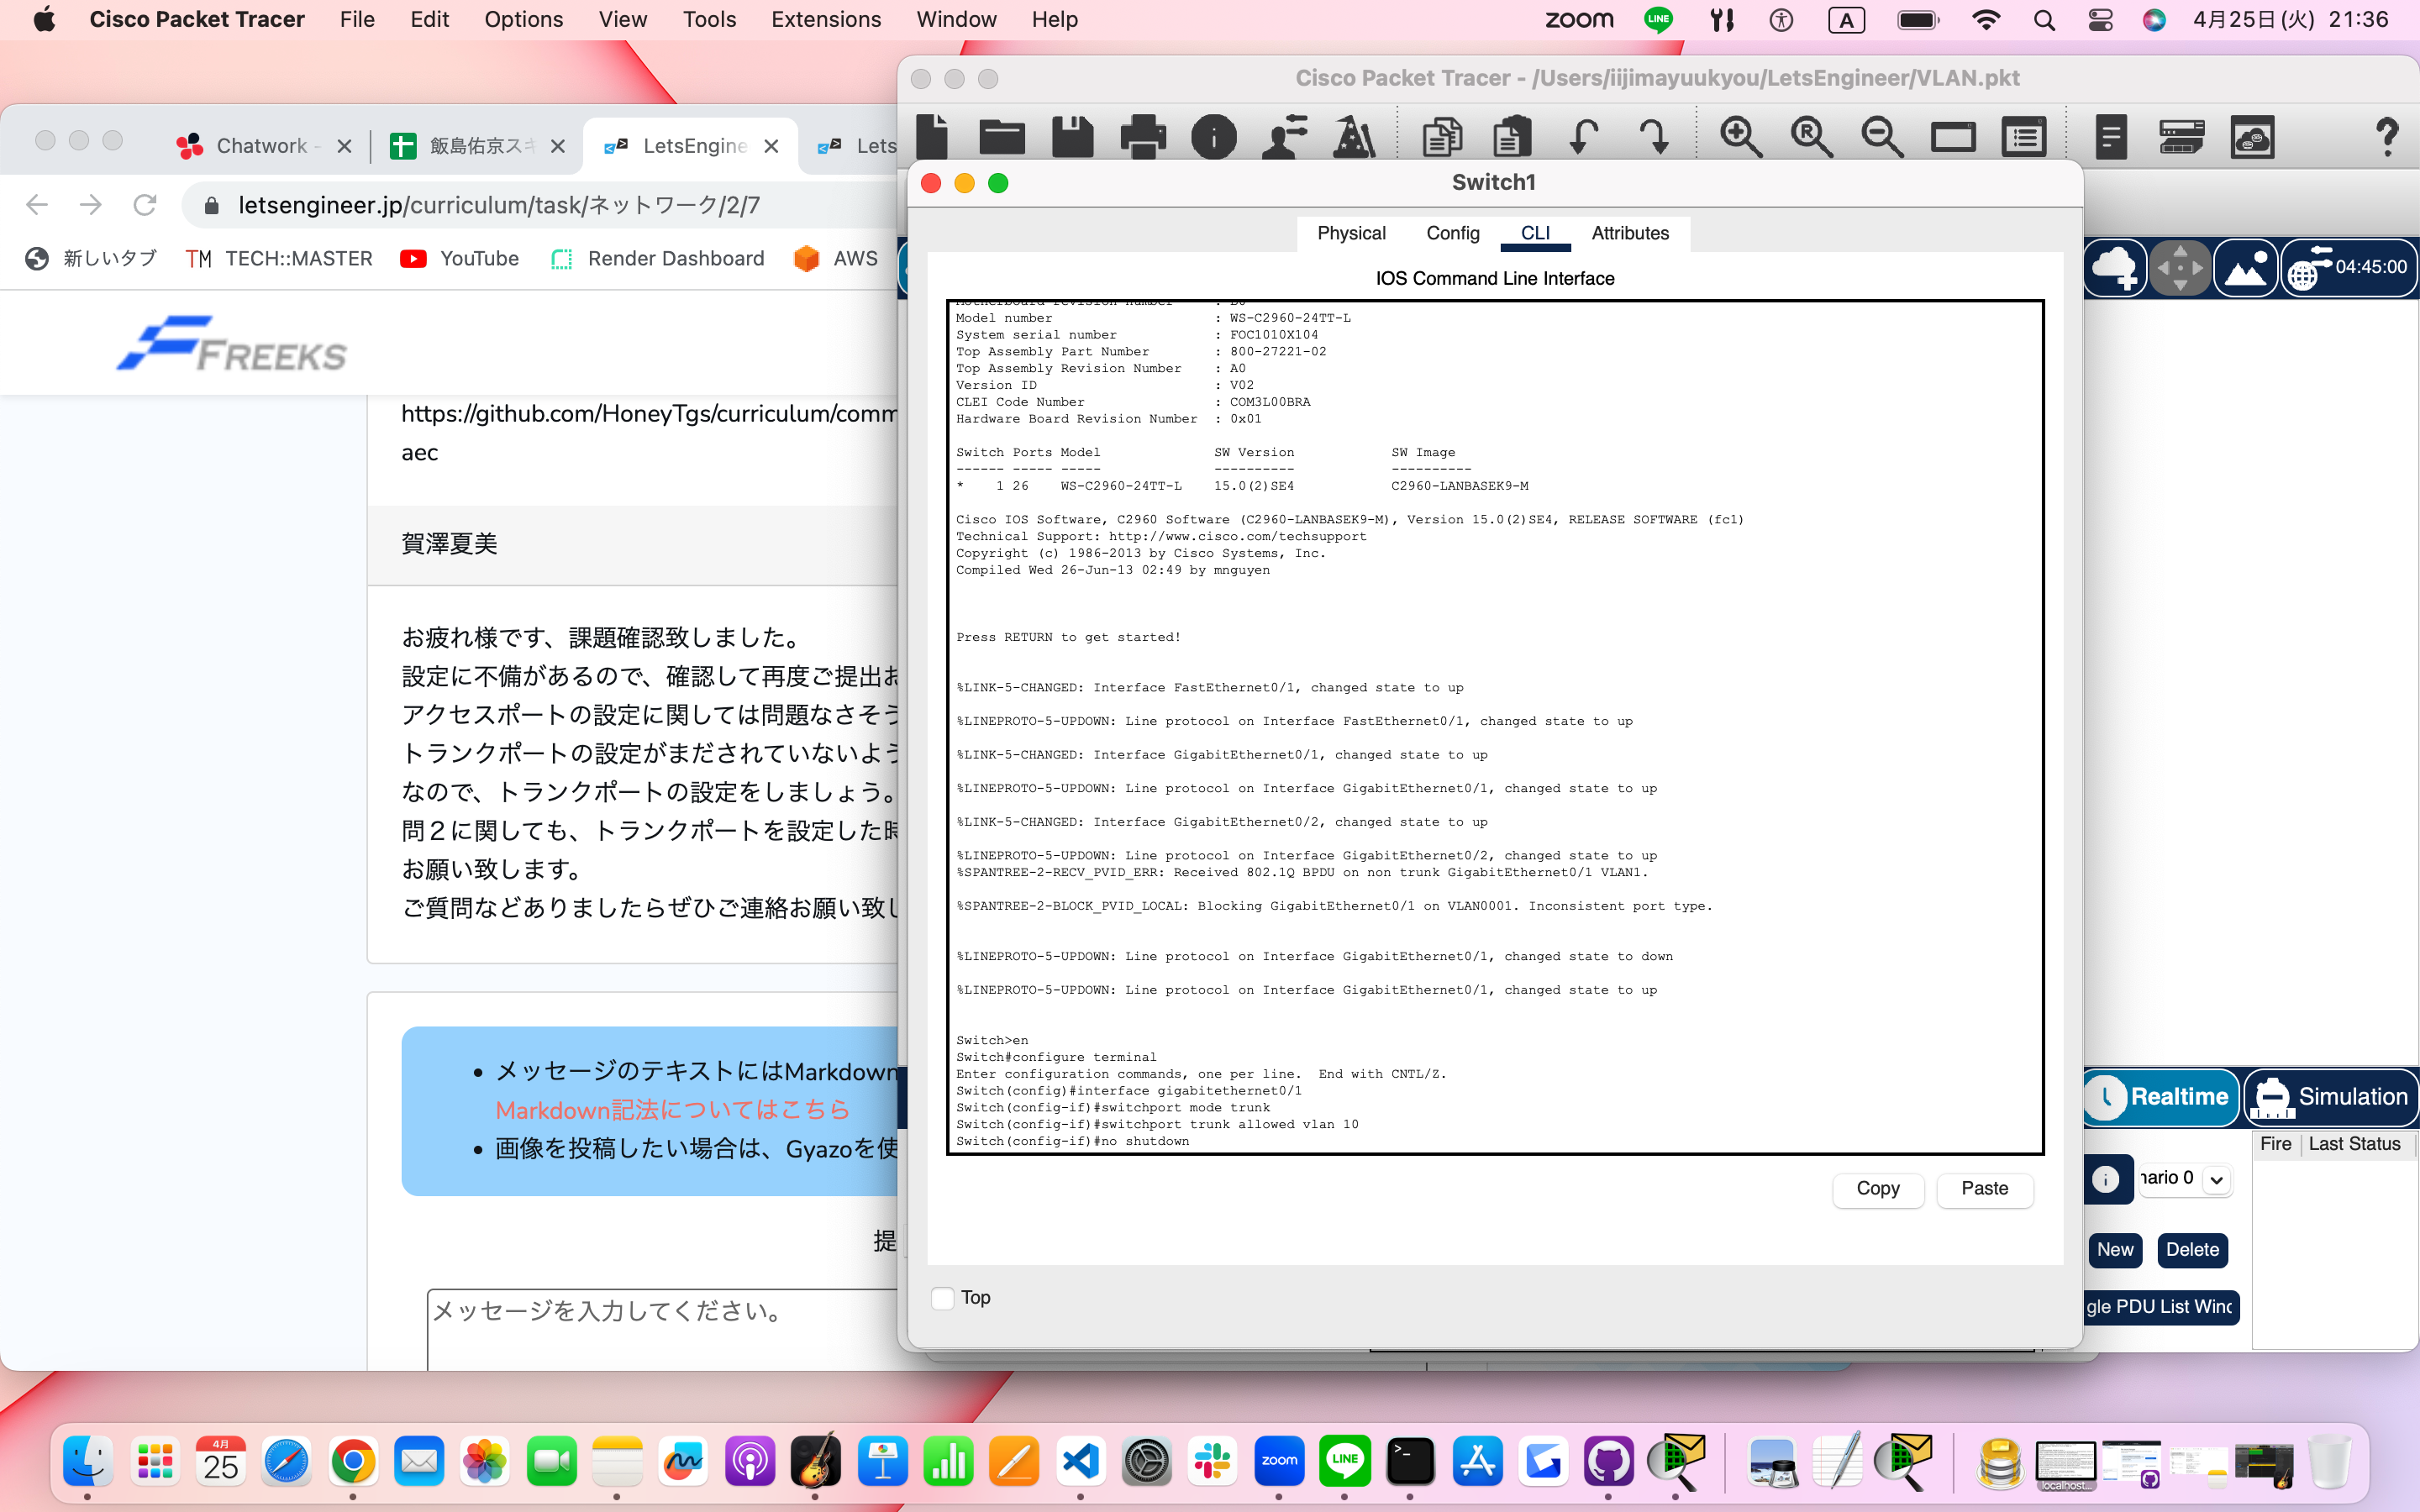 Cisco Packet Tracer File Edit Options View Tools Extensions Window Help
zoom LINE A 4月25日(火) 21:36
Cisco Packet Tracer - /Users/iijimayuukyou/LetsEngineer/VLAN.pkt
Chatwork - 飯島佑京ス LetsEngine Lets
letsengineer.jp/curriculum/task/ネットワーク/2/7
新しいタブ TM TECH::MASTER YouTube Render Dashboard AWS
FREEKS
https://github.com/HoneyTgs/curriculum/comm
aec
賀澤夏美
お疲れ様です、課題確認致しました。
設定に不備があるので、確認して再度ご提出お
アクセスポートの設定に関しては問題なさそう
トランクポートの設定がまだされていないよう
なので、トランクポートの設定をしましょう。
問２に関しても、トランクポートを設定した時
お願い致します。
ご質問などありましたらぜひご連絡お願い致し
メッセージのテキストにはMarkdown
Markdown記法についてはこちら
画像を投稿したい場合は、Gyazoを使
提
メッセージを入力してください。
Switch1
Physical Config CLI Attributes
IOS Command Line Interface
Motherboard revision number : B0
Model number : WS-C2960-24TT-L
System serial number : FOC1010X104
Top Assembly Part Number : 800-27221-02
Top Assembly Revision Number : A0
Version ID : V02
CLEI Code Number : COM3L00BRA
Hardware Board Revision Number : 0x01
Switch Ports Model SW Version SW Image
------ ----- ----- ---------- ----------
* 1 26 WS-C2960-24TT-L 15.0(2)SE4 C2960-LANBASEK9-M
Cisco IOS Software, C2960 Software (C2960-LANBASEK9-M), Version 15.0(2)SE4, RELEASE SOFTWARE (fc1)
Technical Support: http://www.cisco.com/techsupport
Copyright (c) 1986-2013 by Cisco Systems, Inc.
Compiled Wed 26-Jun-13 02:49 by mnguyen
Press RETURN to get started!
%LINK-5-CHANGED: Interface FastEthernet0/1, changed state to up
%LINEPROTO-5-UPDOWN: Line protocol on Interface FastEthernet0/1, changed state to up
%LINK-5-CHANGED: Interface GigabitEthernet0/1, changed state to up
%LINEPROTO-5-UPDOWN: Line protocol on Interface GigabitEthernet0/1, changed state to up
%LINK-5-CHANGED: Interface GigabitEthernet0/2, changed state to up
%LINEPROTO-5-UPDOWN: Line protocol on Interface GigabitEthernet0/2, changed state to up
%SPANTREE-2-RECV_PVID_ERR: Received 802.1Q BPDU on non trunk GigabitEthernet0/1 VLAN1.
%SPANTREE-2-BLOCK_PVID_LOCAL: Blocking GigabitEthernet0/1 on VLAN0001. Inconsistent port type.
%LINEPROTO-5-UPDOWN: Line protocol on Interface GigabitEthernet0/1, changed state to down
%LINEPROTO-5-UPDOWN: Line protocol on Interface GigabitEthernet0/1, changed state to up
Switch>en
Switch#configure terminal
Enter configuration commands, one per line. End with CNTL/Z.
Switch(config)#interface gigabitethernet0/1
Switch(config-if)#switchport mode trunk
Switch(config-if)#switchport trunk allowed vlan 10
Switch(config-if)#no shutdown
Copy Paste
Top
04:45:00
Realtime Simulation
Fire Last Status
nario 0
New Delete
gle PDU List Winc
4月
25
zoom
LINE
localhost...